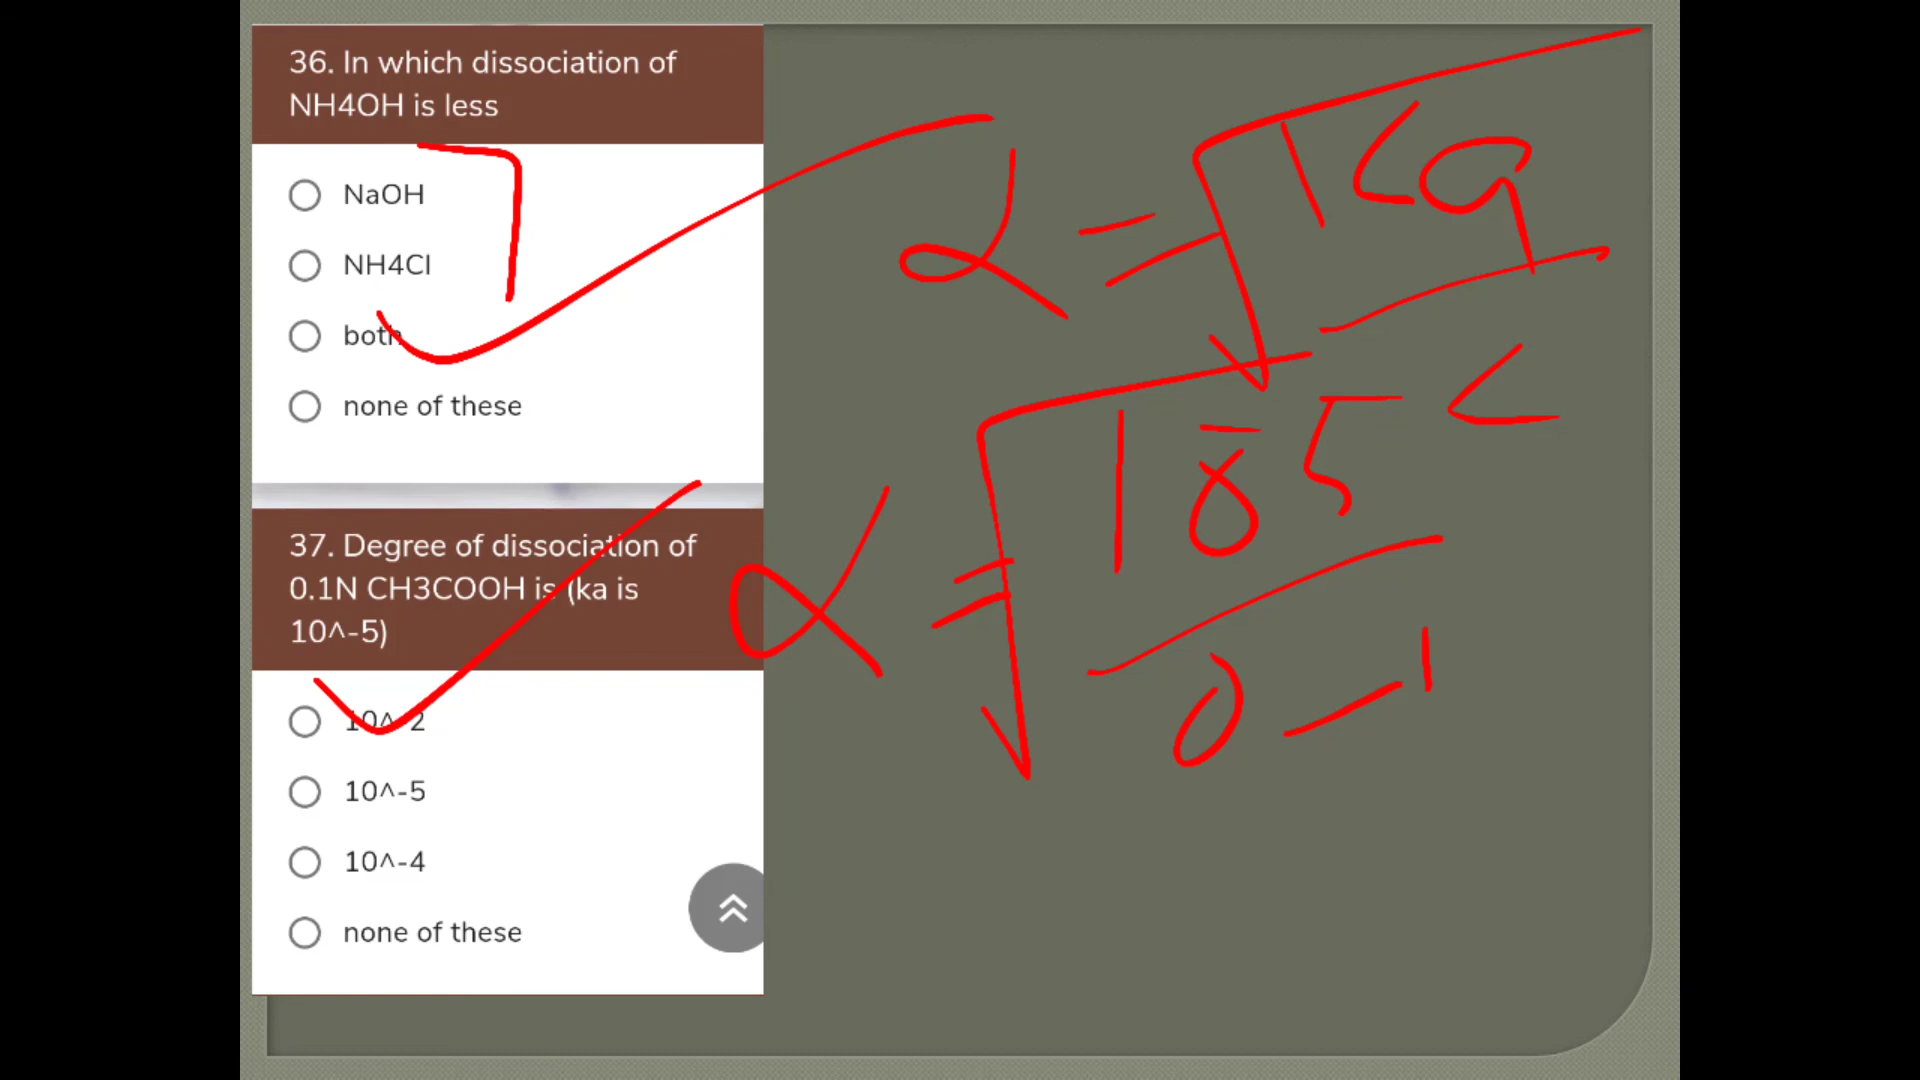 36. In which dissociation of
NH4OH is less
NaOH
NH4Cl
both
none of these
37. Degree of dissociation of
0.1N CH3COOH is (ka is
10^-5)
10^-2
10^-5
10^-4
none of these
α = √Ka
C
α = √10-5
0-1